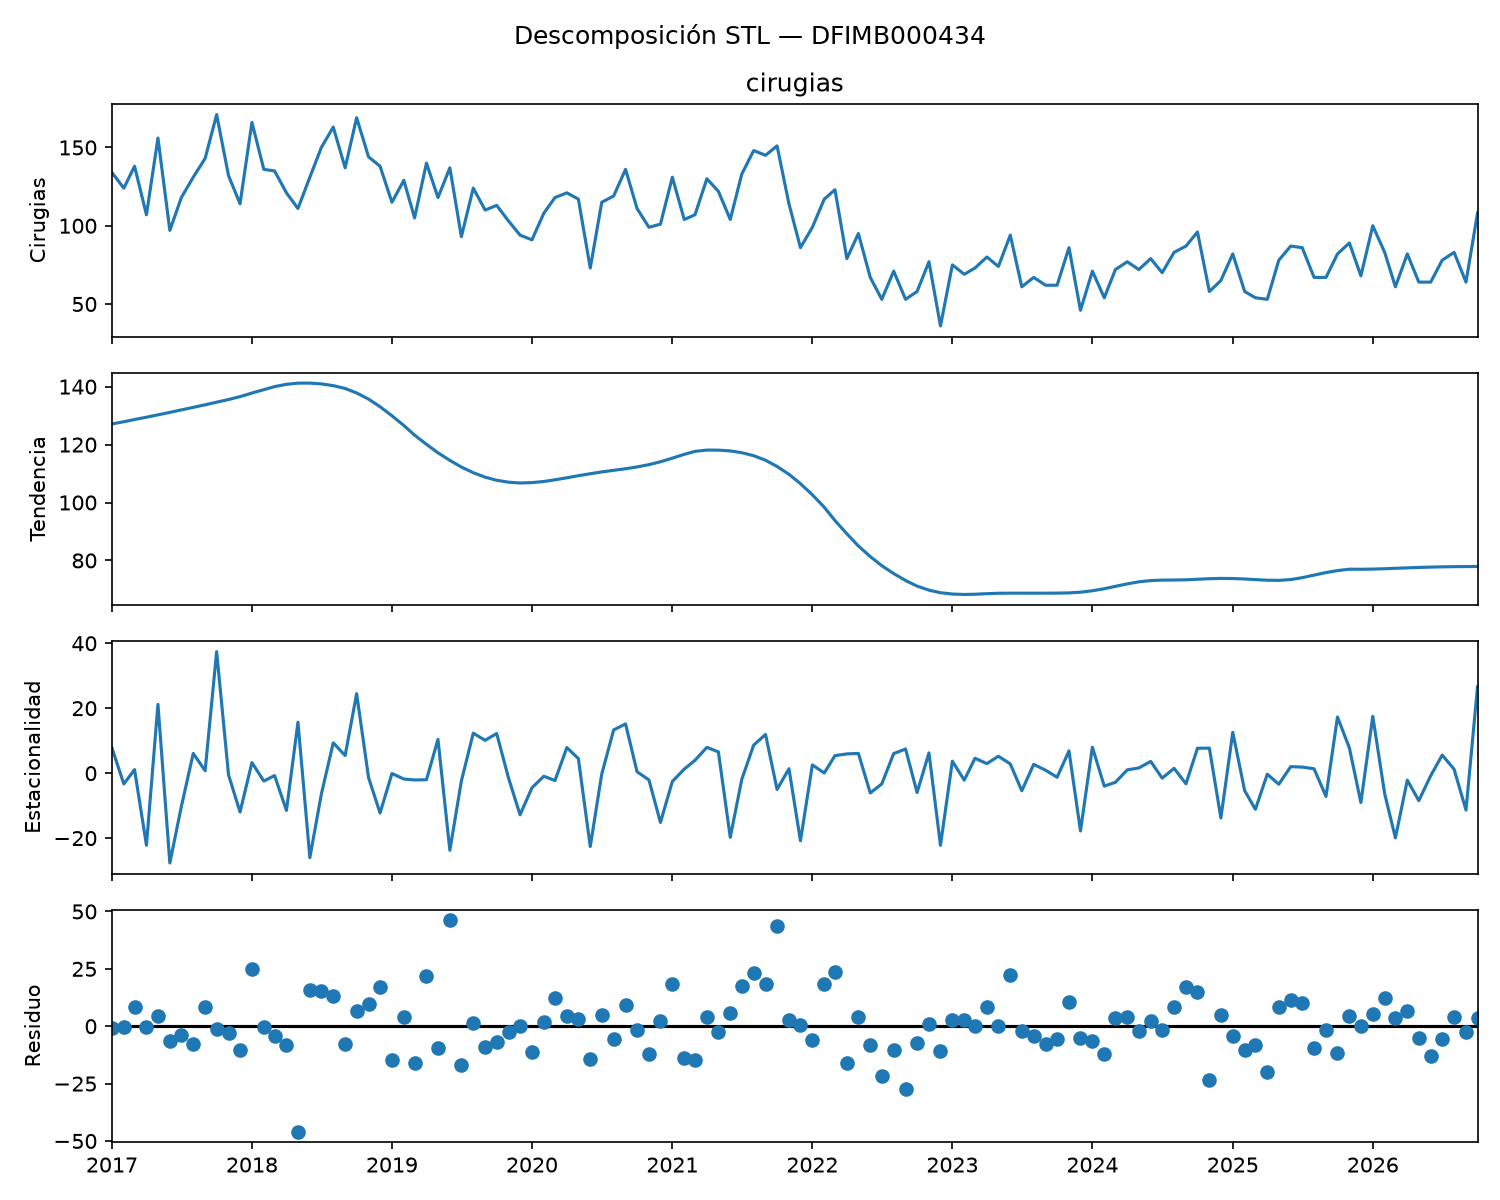 Descomposición STL — DFIMB000434
cirugias
Cirugias
150
100
50
Tendencia
140
120
100
80
Estacionalidad
40
20
0
−20
Residuo
50
25
0
−25
−50
2017 2018 2019 2020 2021 2022 2023 2024 2025 2026